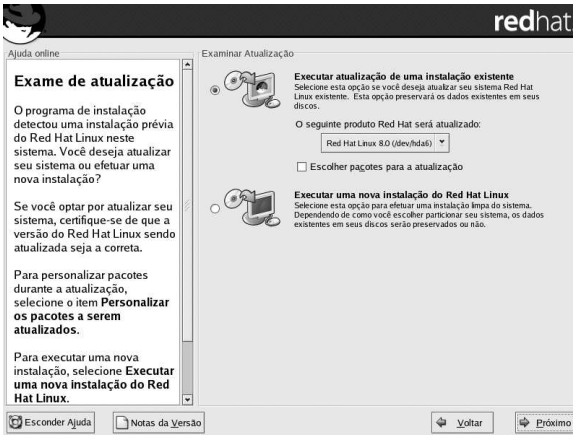 redhat
Ajuda online
Exame de atualização
O programa de instalação
detectou uma instalação prévia
do Red Hat Linux neste
sistema. Você deseja atualizar
seu sistema ou efetuar uma
nova instalação?
Se você optar por atualizar seu
sistema, certifique-se de que a
versão do Red Hat Linux sendo
atualizada seja a correta.
Para personalizar pacotes
durante a atualização,
selecione o item Personalizar
os pacotes a serem
atualizados.
Para executar uma nova
instalação, selecione Executar
uma nova instalação do Red
Hat Linux.
Examinar Atualização
Executar atualização de uma instalação existente
Selecione esta opção se você deseja atualizar seu sistema Red Hat
Linux existente. Esta opção preservará os dados existentes em seus
discos.
O seguinte produto Red Hat será atualizado:
Red Hat Linux 8.0 (/dev/hda6)
Escolher pacotes para a atualização
Executar uma nova instalação do Red Hat Linux
Selecione esta opção para efetuar uma instalação limpa do sistema.
Dependendo de como você escolher particionar seu sistema, os dados
existentes em seus discos serão preservados ou não.
Esconder Ajuda
Notas da Versão
Voltar
Próximo